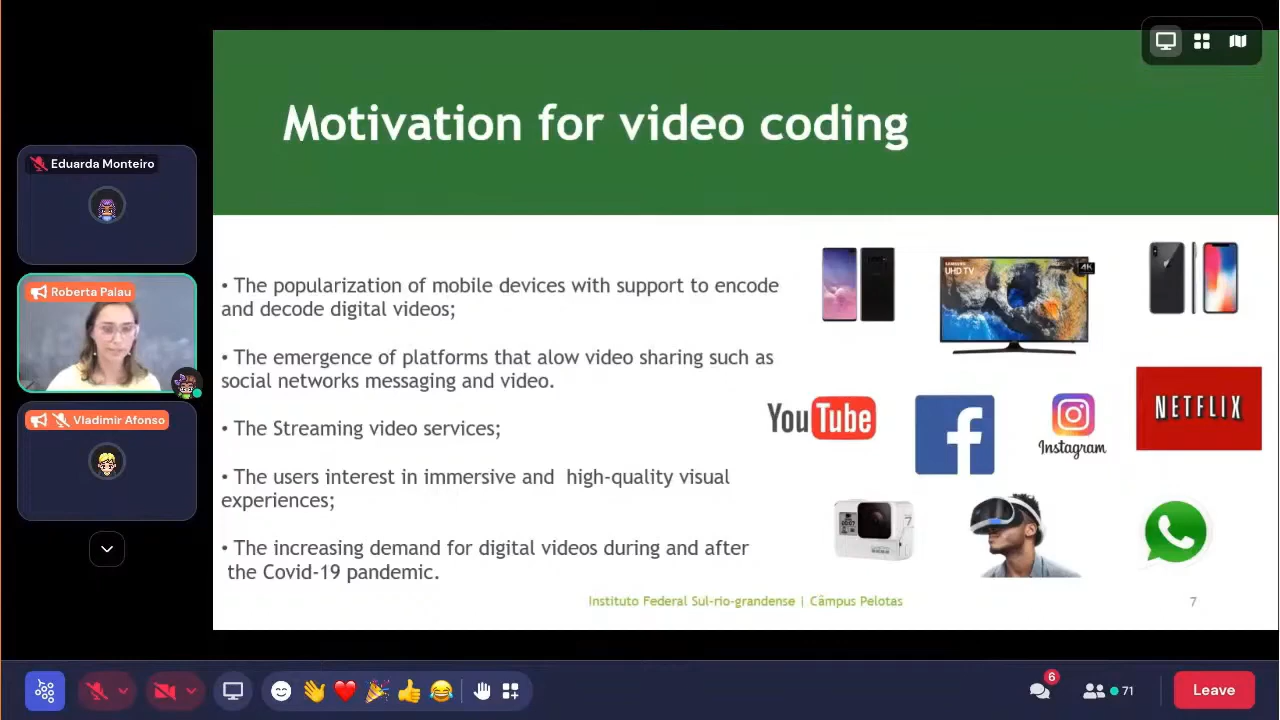 Motivation for video coding
Eduarda Monteiro
Roberta Palau
Vladimir Afonso
• The popularization of mobile devices with support to encode
and decode digital videos;
• The emergence of platforms that alow video sharing such as
social networks messaging and video.
• The Streaming video services;
• The users interest in immersive and high-quality visual
experiences;
• The increasing demand for digital videos during and after
the Covid-19 pandemic.
SAMSUNG
UHD TV
4K
YouTube
f
Instagram
NETFLIX
7
Instituto Federal Sul-rio-grandense | Câmpus Pelotas
7
6
71
Leave